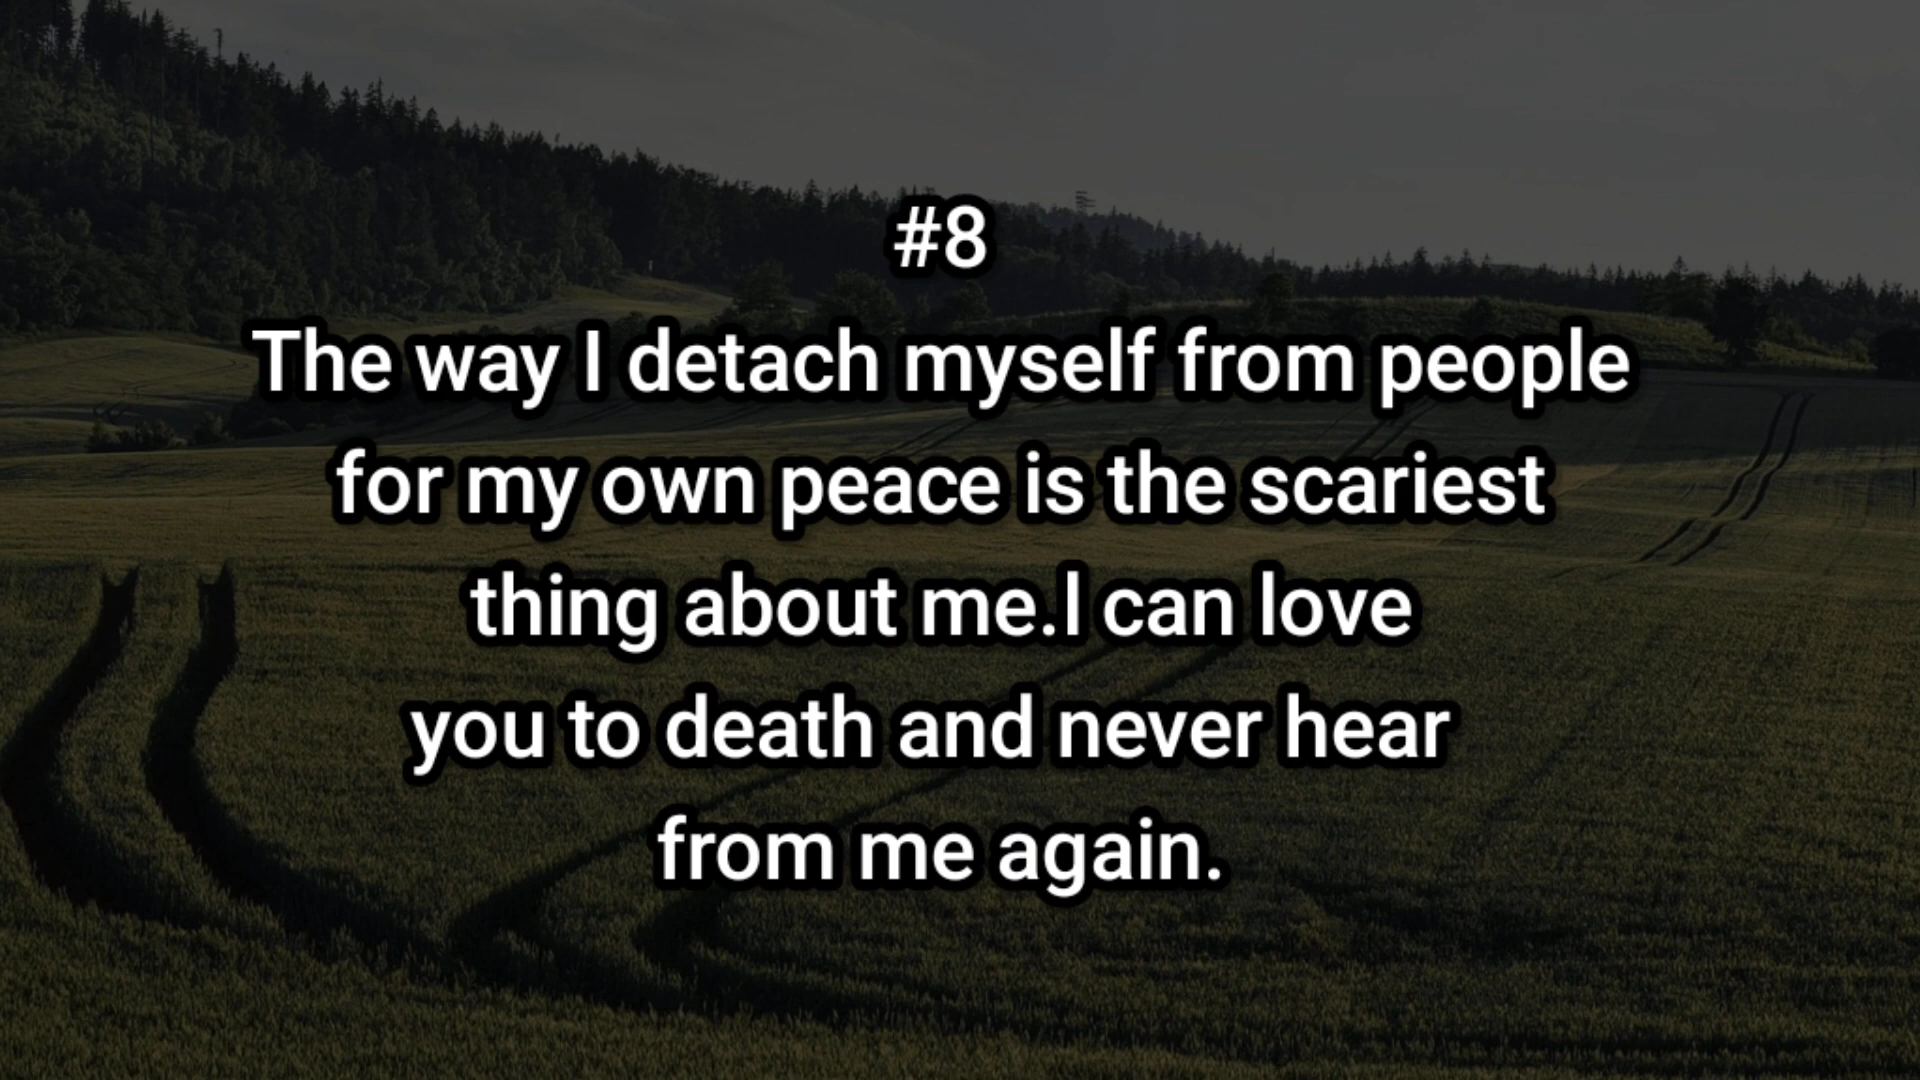 #8
The way I detach myself from people
for my own peace is the scariest
thing about me.I can love
you to death and never hear
from me again.